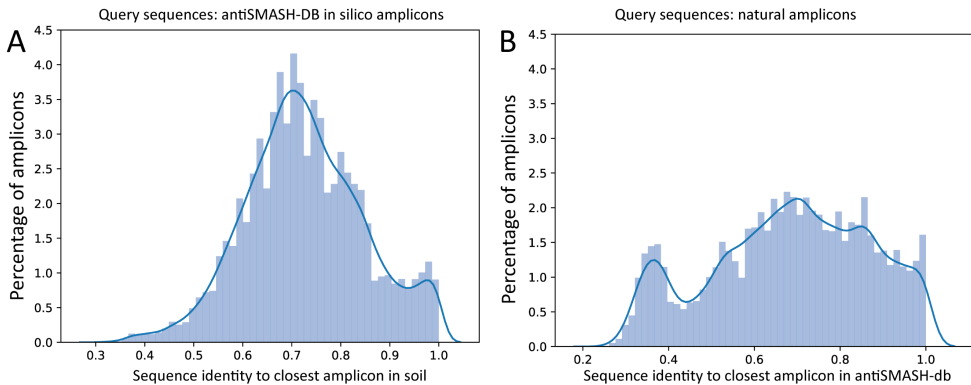 Query sequences: antiSMASH-DB in silico amplicons
A
Percentage of amplicons
4.5
4.0
3.5
3.0
2.5
2.0
1.5
1.0
0.5
0.0
0.3 0.4 0.5 0.6 0.7 0.8 0.9 1.0
Sequence identity to closest amplicon in soil
Query sequences: natural amplicons
B
Percentage of amplicons
4.5
4.0
3.5
3.0
2.5
2.0
1.5
1.0
0.5
0.0
0.2 0.4 0.6 0.8 1.0
Sequence identity to closest amplicon in antiSMASH-db